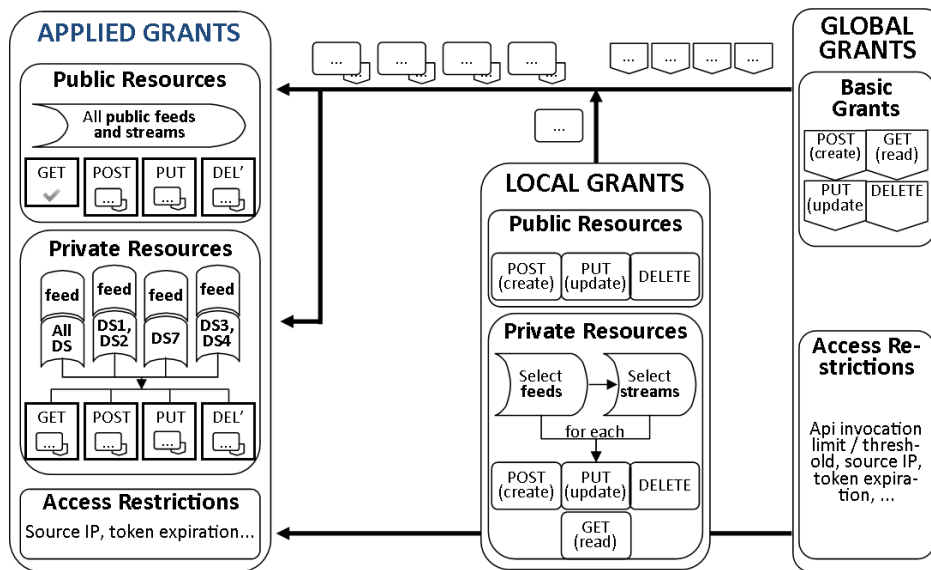 APPLIED GRANTS
Public Resources
All public feeds
and streams
GET
POST
...
PUT
...
DEL'
...
Private Resources
feed
feed
feed
feed
All
DS
DS1,
DS2
DS7
DS3,
DS4
GET
...
POST
...
PUT
...
DEL'
...
Access Restrictions
Source IP, token expiration...
...
...
...
...
...
...
...
...
...
...
...
...
...
LOCAL GRANTS
Public Resources
POST
(create)
PUT
(update)
DELETE
Private Resources
Select
feeds
Select
streams
for each
POST
(create)
PUT
(update)
DELETE
GET
(read)
GLOBAL
GRANTS
Basic
Grants
POST
(create)
GET
(read)
PUT
(update
DELETE
Access Re-
strictions
Api invocation
limit / thresh-
old, source IP,
token expira-
tion, ...